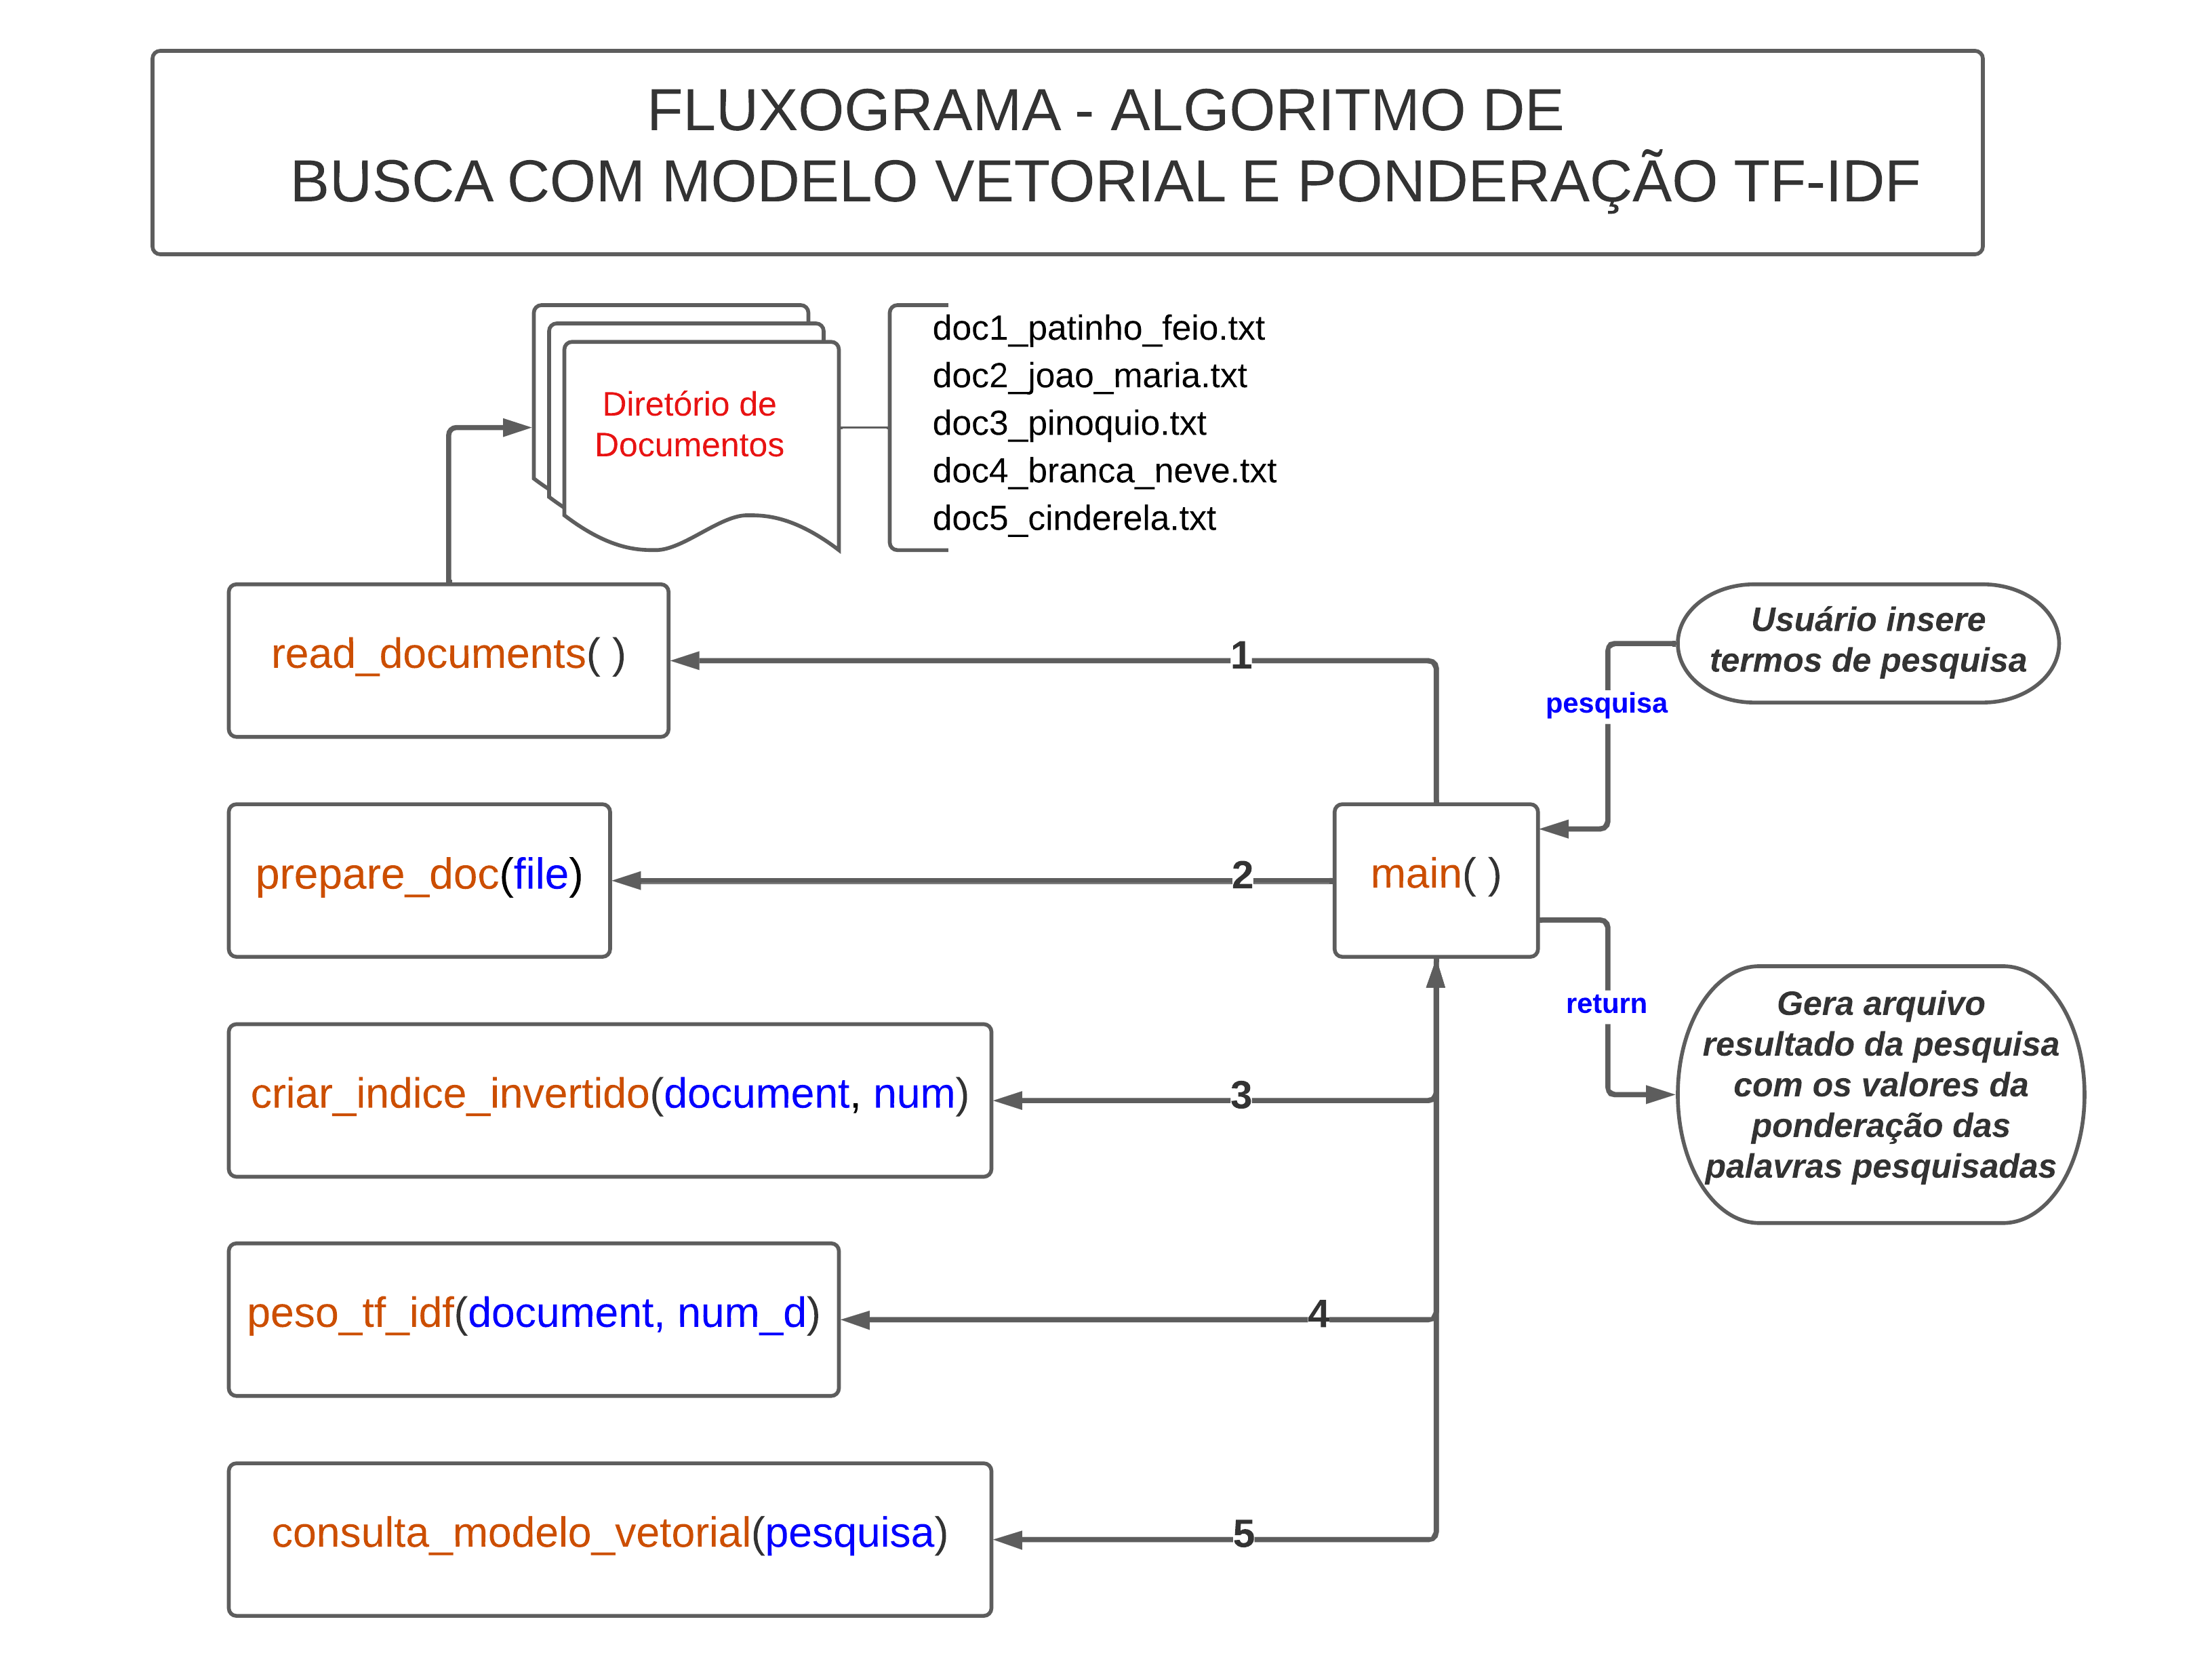 FLUXOGRAMA - ALGORITMO DE
BUSCA COM MODELO VETORIAL E PONDERAÇÃO TF-IDF
Diretório de
Documentos
doc1_patinho_feio.txt
doc2_joao_maria.txt
doc3_pinoquio.txt
doc4_branca_neve.txt
doc5_cinderela.txt
read_documents( )
1
Usuário insere
termos de pesquisa
pesquisa
prepare_doc(file)
2
main( )
return
Gera arquivo
resultado da pesquisa
com os valores da
ponderação das
palavras pesquisadas
criar_indice_invertido(document, num)
3
peso_tf_idf(document, num_d)
4
consulta_modelo_vetorial(pesquisa)
5